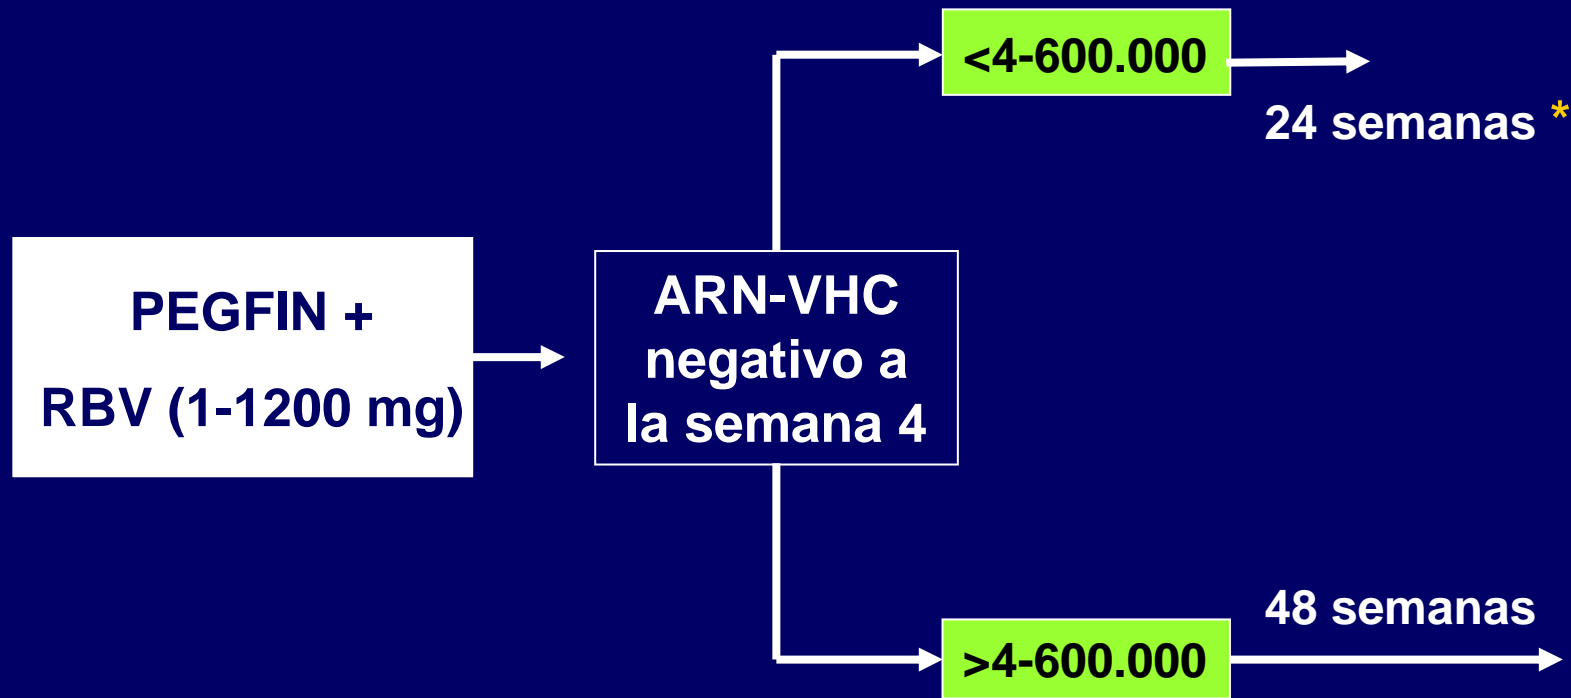 <4-600.000
24 semanas *
PEGFIN +
RBV (1-1200 mg)
ARN-VHC
negativo a
la semana 4
48 semanas
>4-600.000